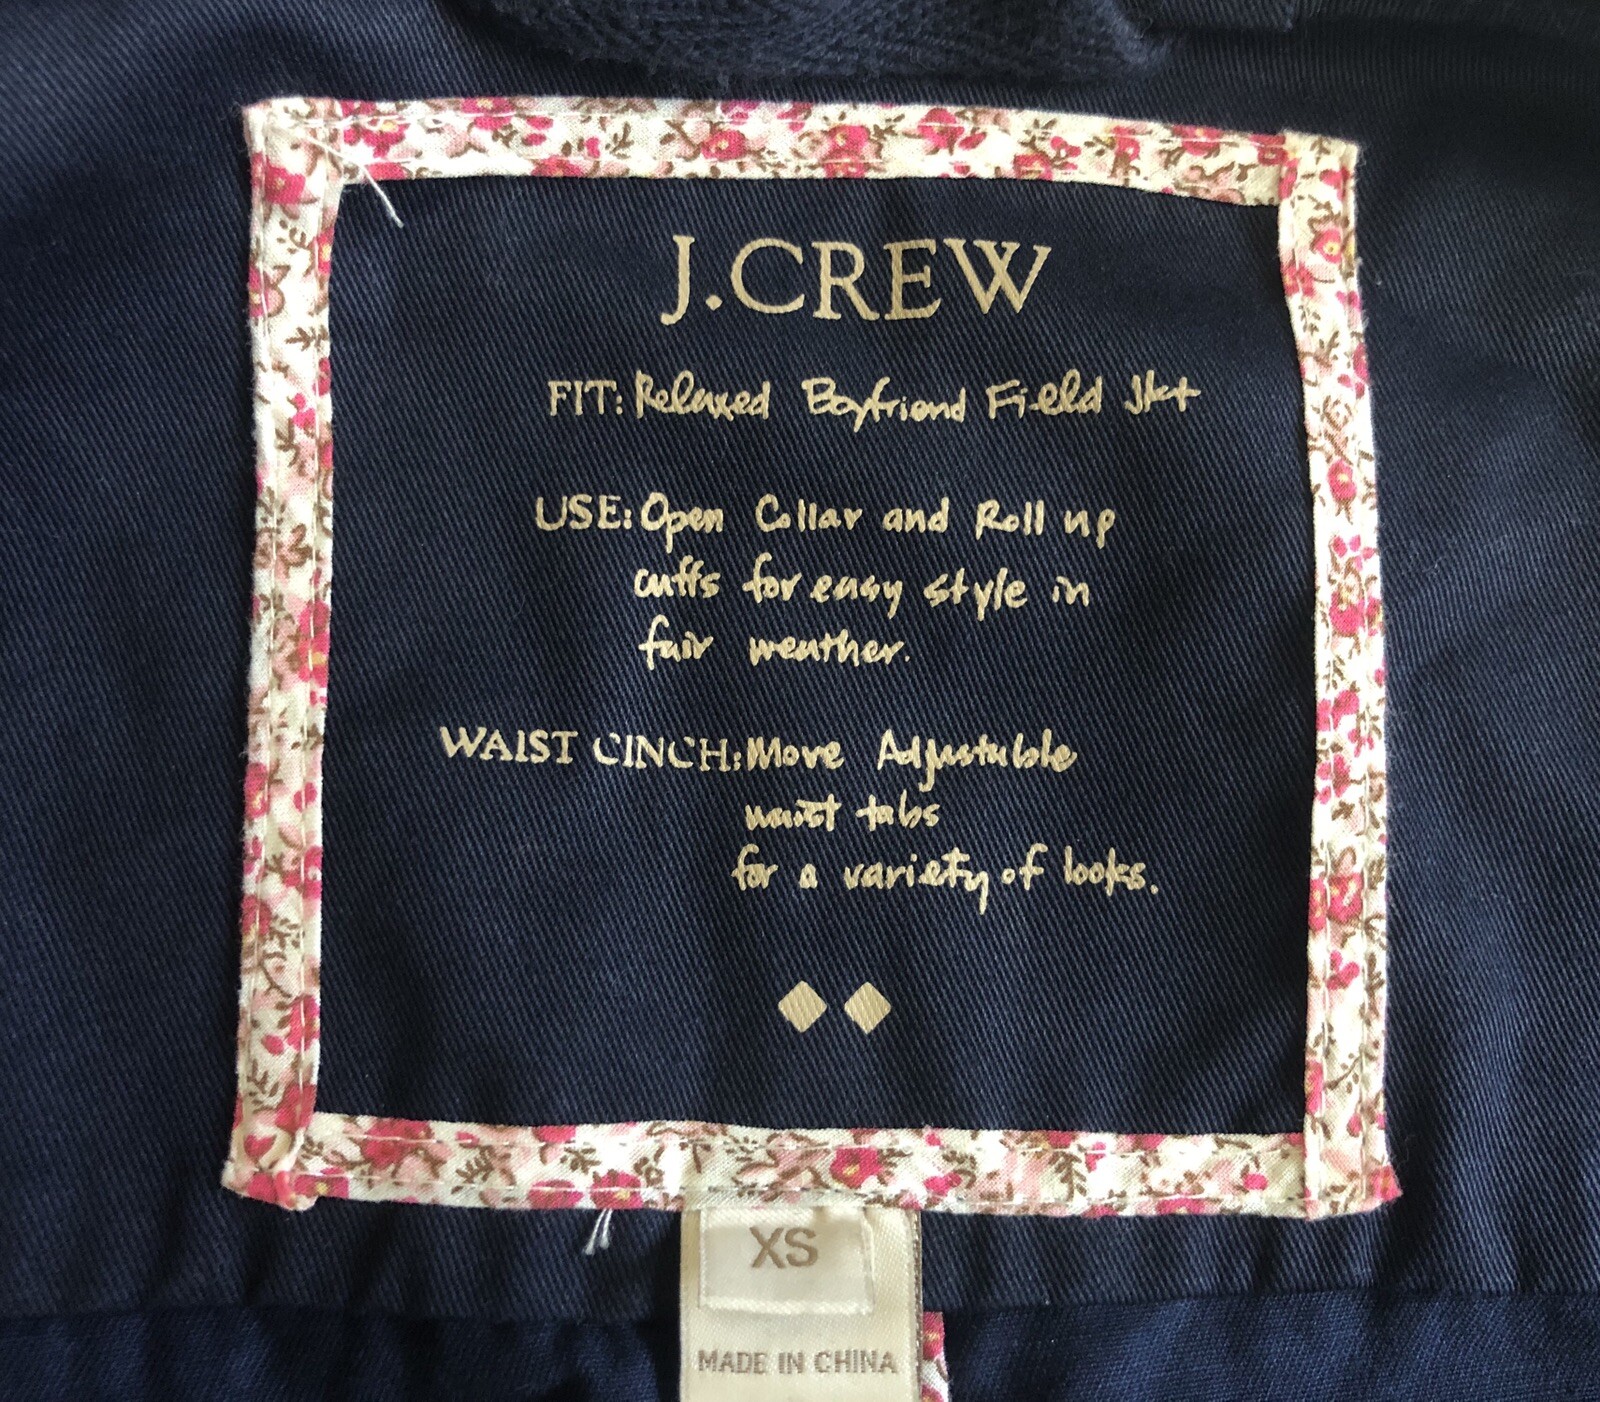 J.CREW
FIT: Relaxed Boyfriend Field Jkt
USE: Open Collar and Roll up
cuffs for easy style in
fair weather.
WAIST CINCH: Move Adjustable
waist tabs
for a variety of looks.
XS
MADE IN CHINA